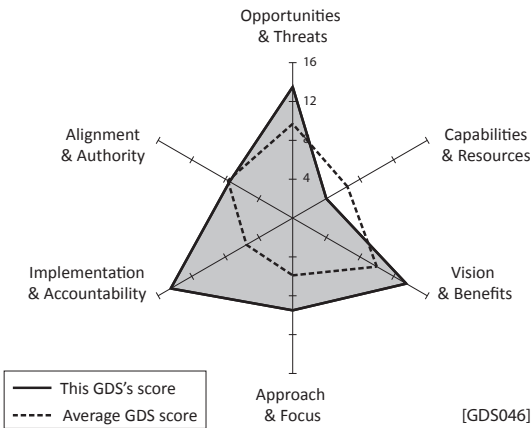 Opportunities
& Threats
16
12
4
Alignment
& Authority
Capabilities
& Resources
Implementation
& Accountability
Vision
& Benefits
Approach
& Focus
This GDS's score
Average GDS score
[GDS046]